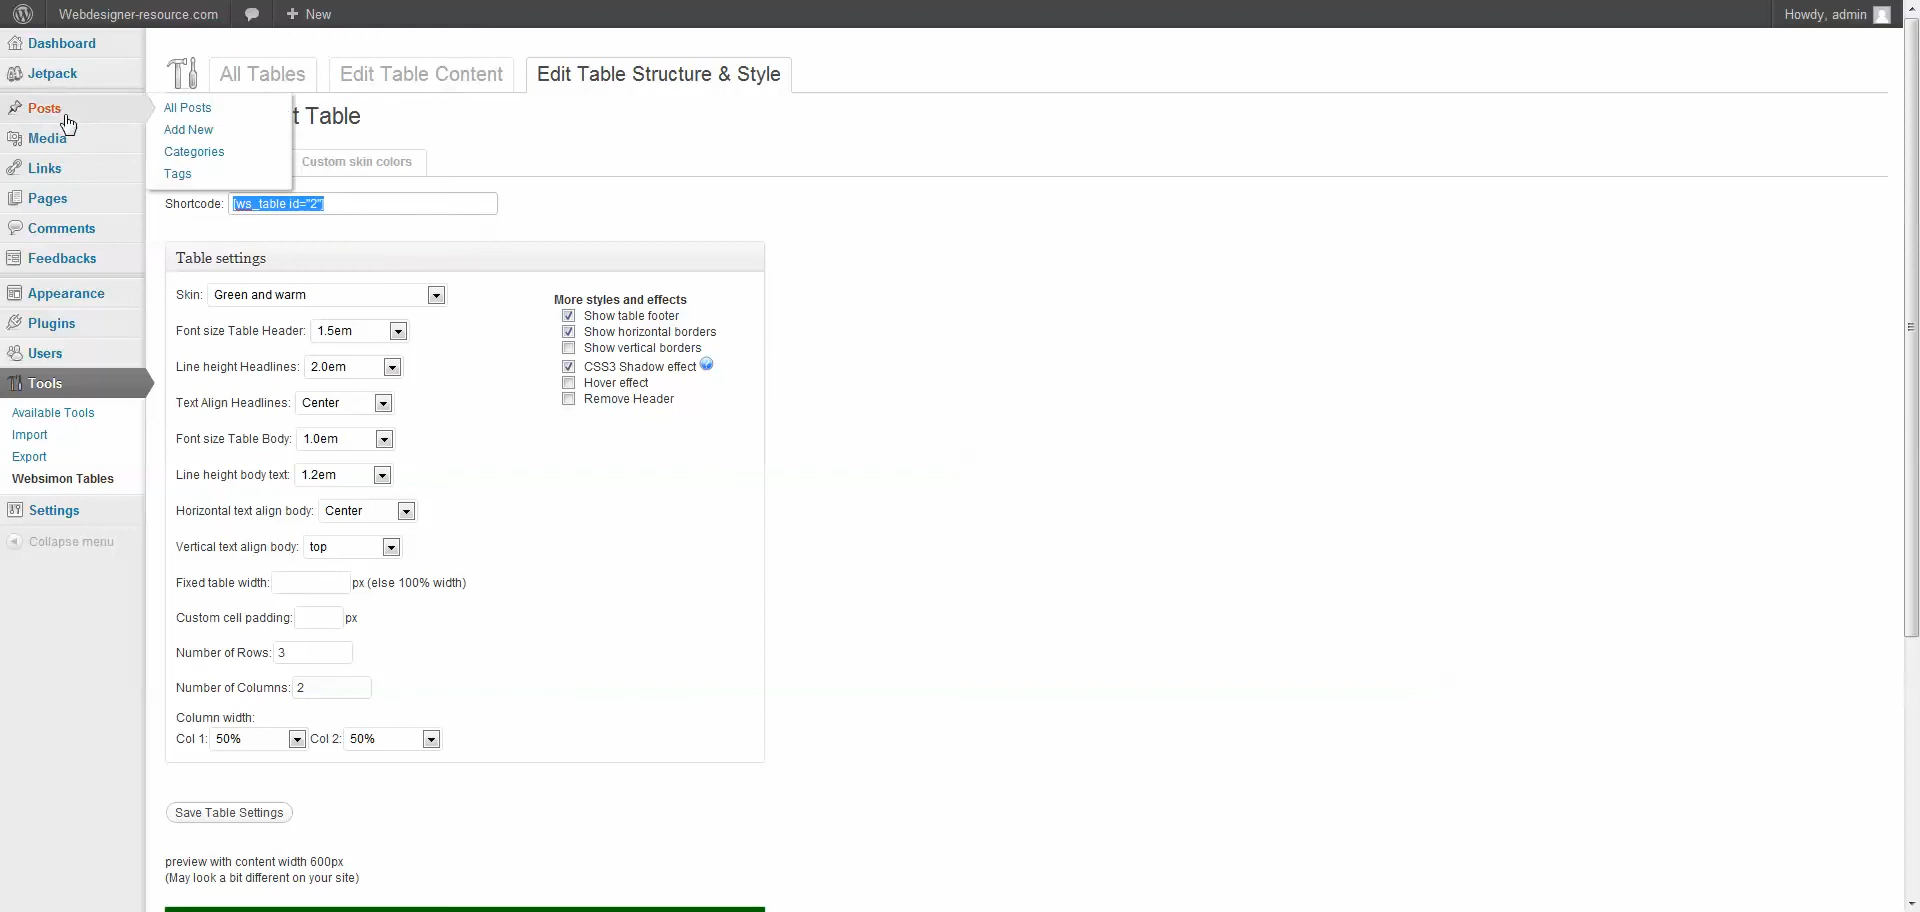 Webdesigner-resource.com
New
Howdy, admin
Dashboard
Jetpack
Posts
Media
Links
Pages
Comments
Feedbacks
Appearance
Plugins
Users
Tools
Available Tools
Import
Export
Websimon Tables
Settings
Collapse menu
All Posts
Add New
Categories
Tags
All Tables
Edit Table Content
Edit Table Structure & Style
t Table
Custom skin colors
Shortcode: [ws_table id="2"]
Table settings
Skin: Green and warm
Font size Table Header: 1.5em
Line height Headlines: 2.0em
Text Align Headlines: Center
Font size Table Body: 1.0em
Line height body text: 1.2em
Horizontal text align body: Center
Vertical text align body: top
Fixed table width: px (else 100% width)
Custom cell padding: px
Number of Rows: 3
Number of Columns: 2
Column width:
Col 1: 50% Col 2: 50%
More styles and effects
Show table footer
Show horizontal borders
Show vertical borders
CSS3 Shadow effect
Hover effect
Remove Header
Save Table Settings
preview with content width 600px
(May look a bit different on your site)